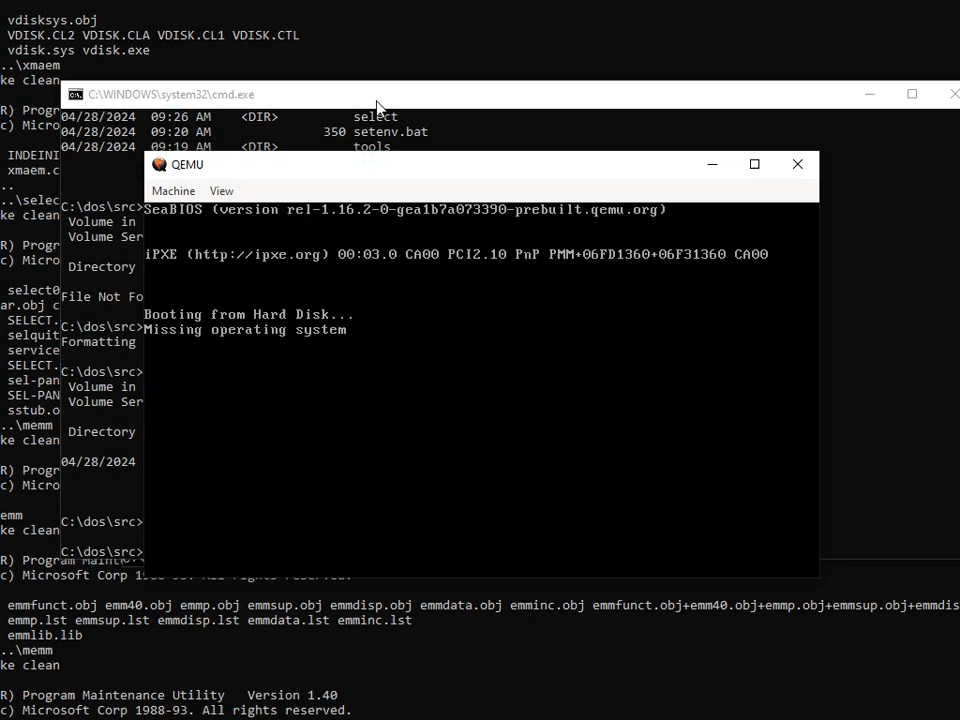 vdisksys.obj
VDISK.CL2 VDISK.CLA VDISK.CL1 VDISK.CTL
vdisk.sys vdisk.exe
..\xmaem
ke clean
C:\WINDOWS\system32\cmd.exe
R) Progr
04/28/2024 09:26 AM <DIR> select
c) Micro
04/28/2024 09:20 AM 350 setenv.bat
04/28/2024 09:19 AM <DIR> tools
INDEINI
xmaem.c
..
..\selec
ke clean
R) Progr
c) Micro
select0
ar.obj c
SELECT.
selquit
service
SELECT.
sel-pan
SEL-PAN
sstub.o
..\memm
ke clean
R) Progr
c) Micro
emm
ke clean
C:\dos\src>
Volume in
Volume Ser
Directory
File Not Fo
C:\dos\src>
Formatting
C:\dos\src>
Volume in
Volume Ser
Directory
04/28/2024
C:\dos\src>
C:\dos\src>
QEMU
Machine View
SeaBIOS (version rel-1.16.2-0-gea1b7a073390-prebuilt.qemu.org)
iPXE (http://ipxe.org) 00:03.0 CA00 PCI2.10 PnP PMM+06FD1360+06F31360 CA00
Booting from Hard Disk...
Missing operating system
R) Program
c) Microsoft Corp 1988-93. All rights reserved.
emmfunct.obj emm40.obj emmp.obj emmsup.obj emmdisp.obj emmdata.obj emminc.obj emmfunct.obj+emm40.obj+emmp.obj+emmsup.obj+emmdis
emmp.lst emmsup.lst emmdisp.lst emmdata.lst emminc.lst
emmlib.lib
..\memm
ke clean
R) Program Maintenance Utility Version 1.40
c) Microsoft Corp 1988-93. All rights reserved.